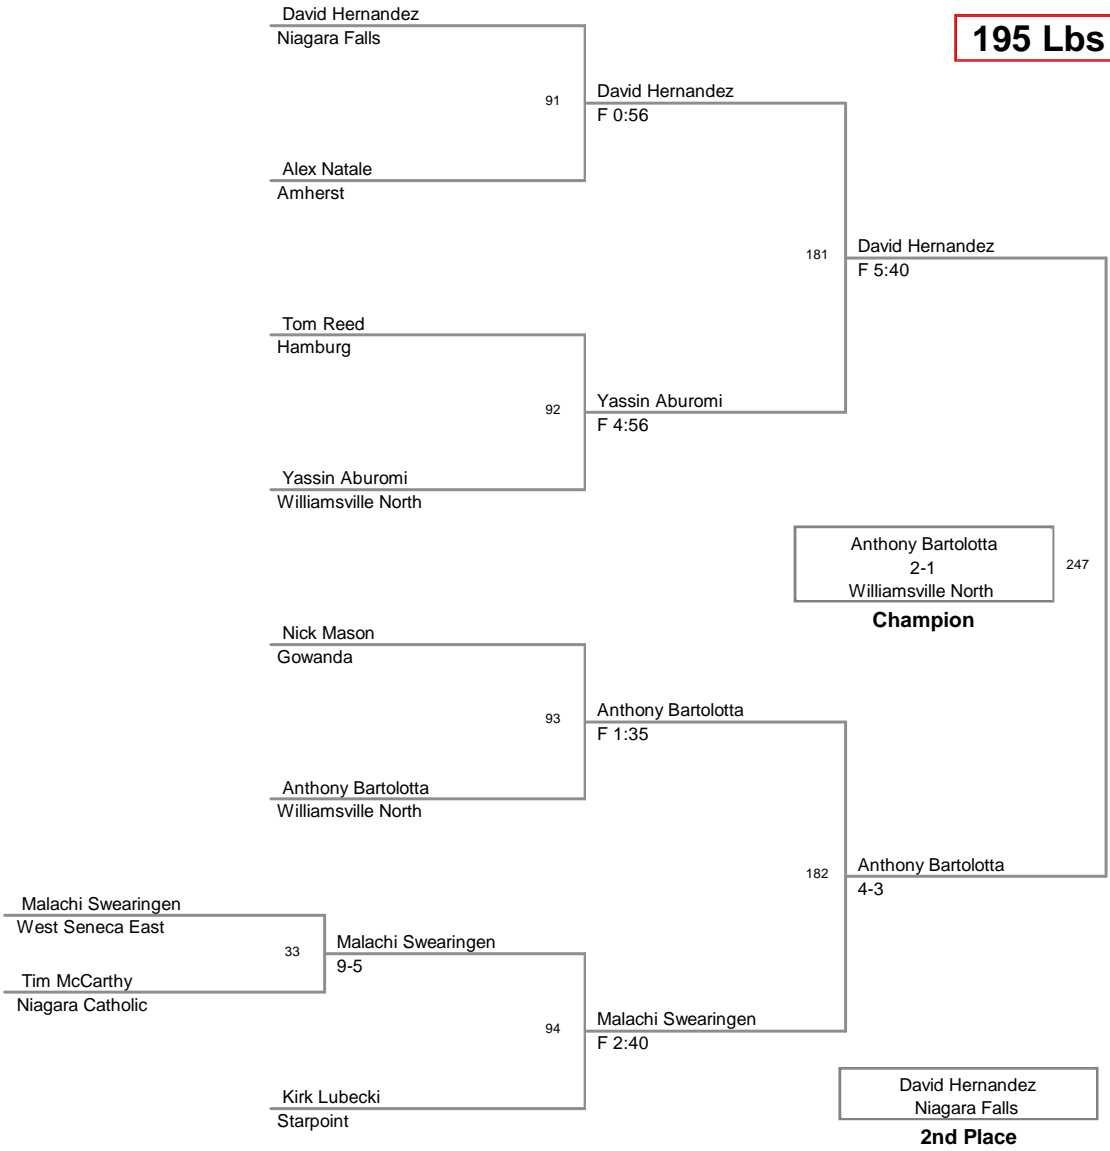 David Hernandez
Niagara Falls
195 Lbs
91
David Hernandez
F 0:56
Alex Natale
Amherst
181
David Hernandez
F 5:40
Tom Reed
Hamburg
92
Yassin Aburomi
F 4:56
Yassin Aburomi
Williamsville North
Anthony Bartolotta
2-1
Williamsville North
247
Champion
Nick Mason
Gowanda
93
Anthony Bartolotta
F 1:35
Anthony Bartolotta
Williamsville North
182
Anthony Bartolotta
4-3
Malachi Swearingen
West Seneca East
33
Malachi Swearingen
9-5
Tim McCarthy
Niagara Catholic
94
Malachi Swearingen
F 2:40
Kirk Lubecki
Starpoint
David Hernandez
Niagara Falls
2nd Place